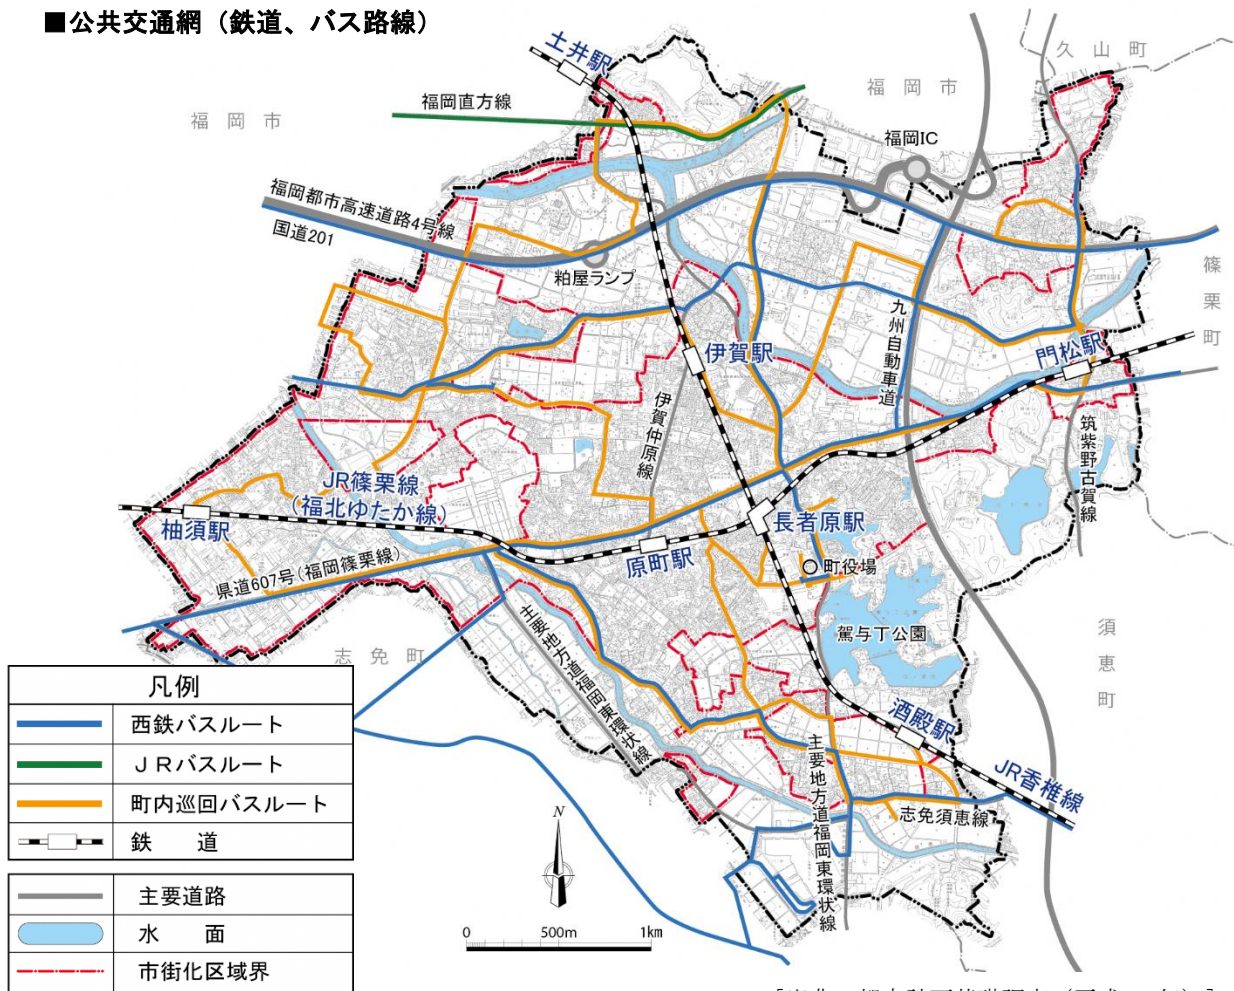 ■公共交通網（鉄道、バス路線）
土井駅
久山町
福岡市
福岡市
福岡直方線
福岡IC
福岡都市高速道路4号線
国道201
粕屋ランプ
篠栗町
九州自動車道
伊賀駅
門松駅
伊賀仲原線
筑紫野古賀線
JR篠栗線
（福北ゆたか線）
柚須駅
長者原駅
原町駅
町役場
県道607号（福岡篠栗線）
駕与丁公園
須恵町
志免町
主要地方道福岡東環状線
酒殿駅
主要地方道福岡東環状線
JR香椎線
志免須恵線
凡例
西鉄バスルート
ＪＲバスルート
町内巡回バスルート
鉄　道
主要道路
水　面
市街化区域界
N
0 500m 1km